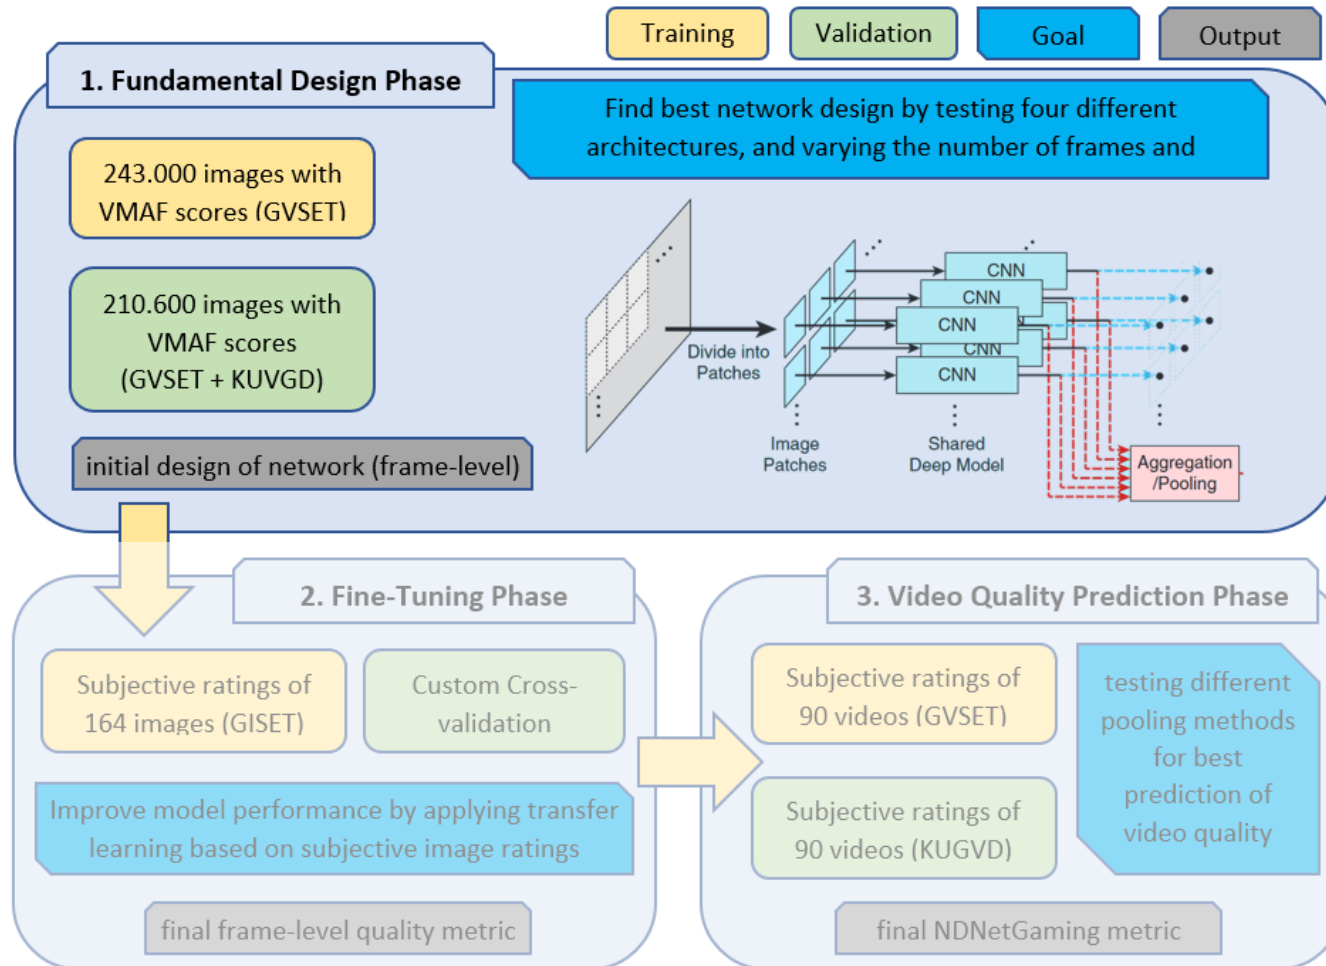 Training
Validation
Goal
Output
1. Fundamental Design Phase
Find best network design by testing four different
architectures, and varying the number of frames and
243.000 images with
VMAF scores (GVSET)
210.600 images with
VMAF scores
(GVSET + KUVGD)
initial design of network (frame-level)
Divide into
Patches
Image
Patches
CNN
CNN
CNN
CNN
CNN
Shared
Deep Model
Aggregation
/Pooling
2. Fine-Tuning Phase
Subjective ratings of
164 images (GISET)
Custom Cross-
validation
Improve model performance by applying transfer
learning based on subjective image ratings
final frame-level quality metric
3. Video Quality Prediction Phase
Subjective ratings of
90 videos (GVSET)
Subjective ratings of
90 videos (KUGVD)
testing different
pooling methods
for best
prediction of
video quality
final NDNetGaming metric